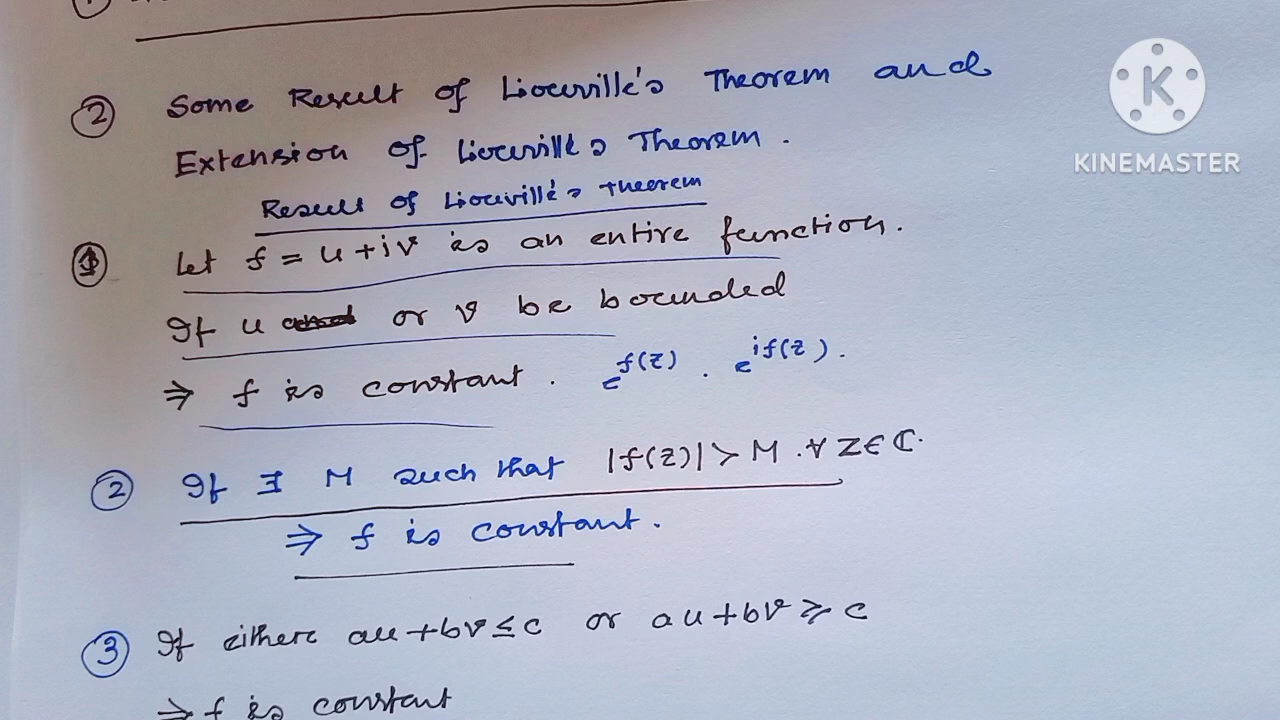 ② Some Result of Liouville's Theorem and
Extension of Liouville's Theorem.
Result of Liouville's theorem
① Let f = u + iv is an entire function.
If u or v be bounded
⇒ f is constant. e^{f(z)}. e^{if(z)}.
② If ∃ M such that |f(z)| > M . ∀ z ∈ ℂ.
⇒ f is constant.
③ If either au + bv ≤ c or au + bv ≥ c
⇒ f is constant
K
KINEMASTER